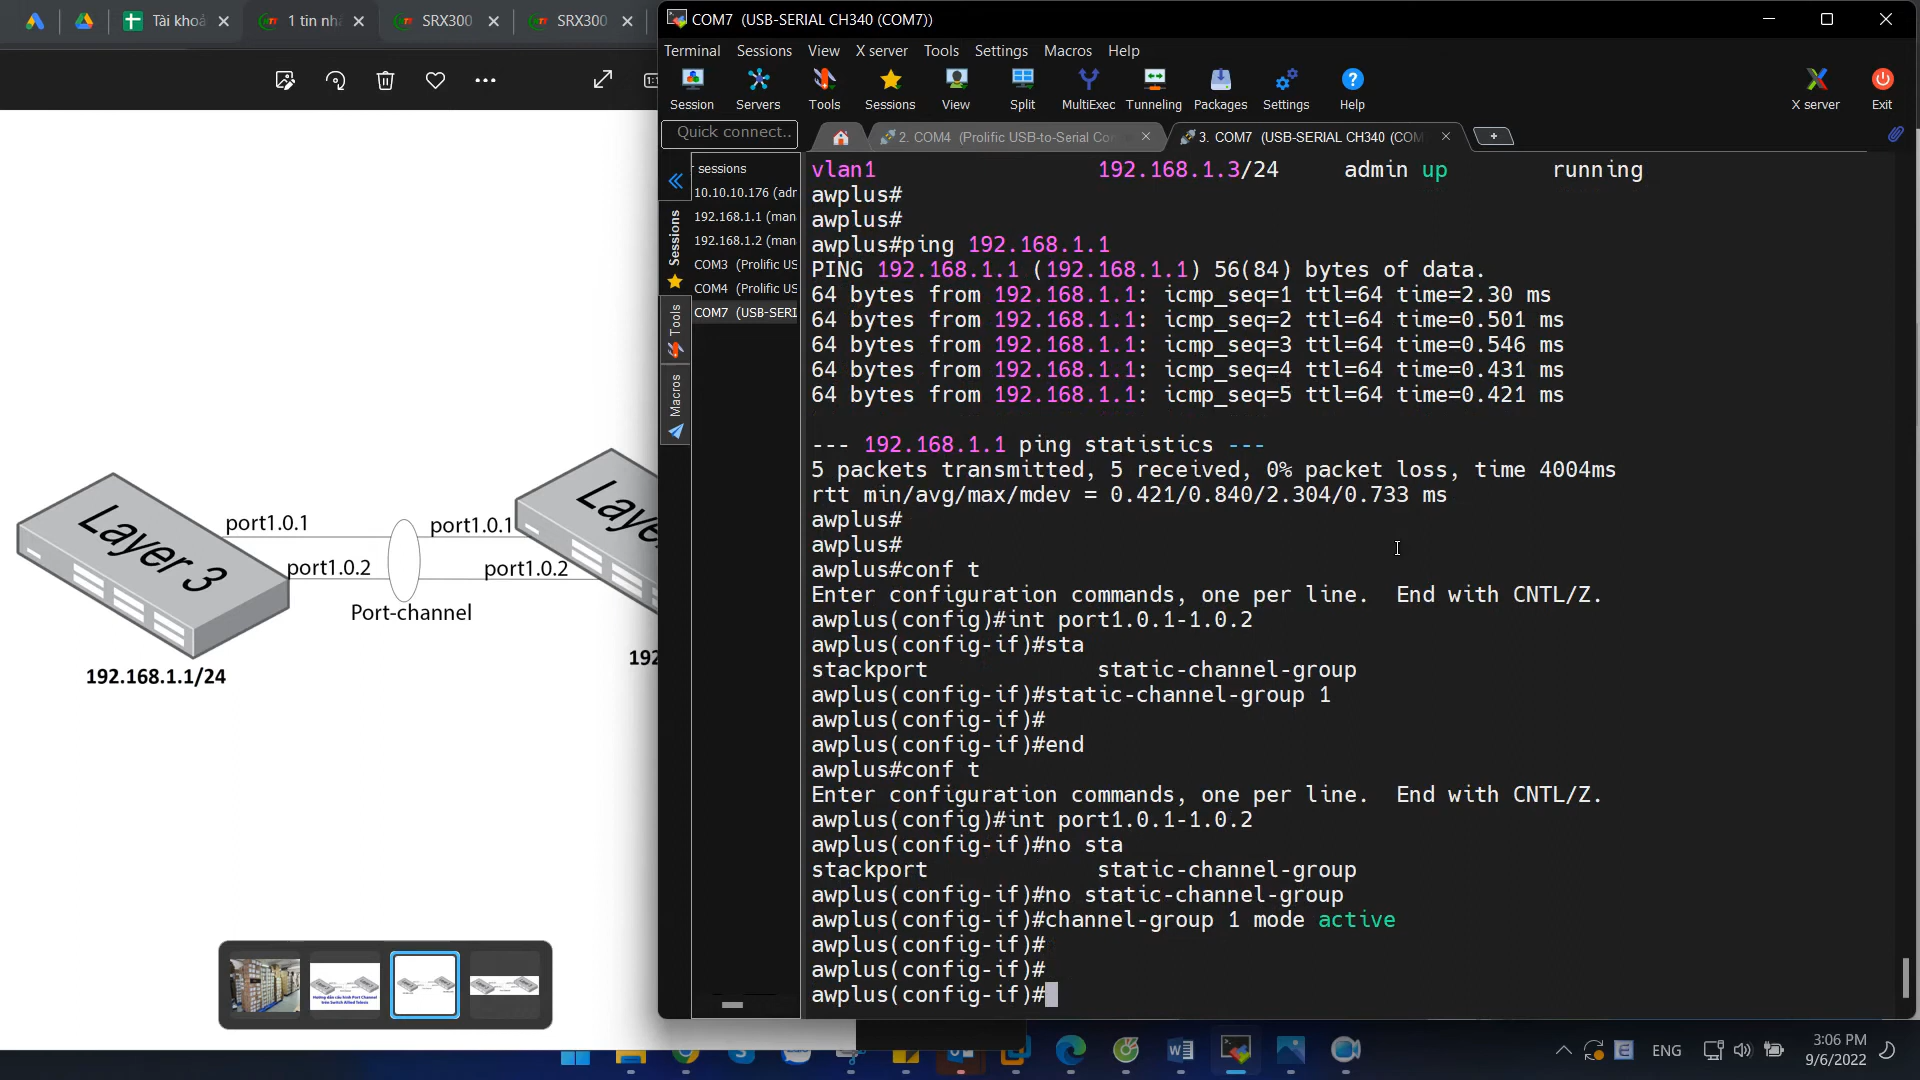 Tài khoả
1 tin nhắ
SRX300
SRX300
COM7 (USB-SERIAL CH340 (COM7))
Terminal Sessions View X server Tools Settings Macros Help
Session Servers Tools Sessions View Split MultiExec Tunneling Packages Settings Help X server Exit
Quick connect..
2. COM4 (Prolific USB-to-Serial Co
3. COM7 (USB-SERIAL CH340 (COM
sessions
10.10.10.176 (adr
192.168.1.1 (man
192.168.1.2 (man
COM3 (Prolific US
COM4 (Prolific US
COM7 (USB-SERI
Sessions
Tools
Macros
vlan1 192.168.1.3/24 admin up running
awplus#
awplus#
awplus#ping 192.168.1.1
PING 192.168.1.1 (192.168.1.1) 56(84) bytes of data.
64 bytes from 192.168.1.1: icmp_seq=1 ttl=64 time=2.30 ms
64 bytes from 192.168.1.1: icmp_seq=2 ttl=64 time=0.501 ms
64 bytes from 192.168.1.1: icmp_seq=3 ttl=64 time=0.546 ms
64 bytes from 192.168.1.1: icmp_seq=4 ttl=64 time=0.431 ms
64 bytes from 192.168.1.1: icmp_seq=5 ttl=64 time=0.421 ms
--- 192.168.1.1 ping statistics ---
5 packets transmitted, 5 received, 0% packet loss, time 4004ms
rtt min/avg/max/mdev = 0.421/0.840/2.304/0.733 ms
awplus#
awplus#
awplus#conf t
Enter configuration commands, one per line. End with CNTL/Z.
awplus(config)#int port1.0.1-1.0.2
awplus(config-if)#sta
stackport static-channel-group
awplus(config-if)#static-channel-group 1
awplus(config-if)#
awplus(config-if)#end
awplus#conf t
Enter configuration commands, one per line. End with CNTL/Z.
awplus(config)#int port1.0.1-1.0.2
awplus(config-if)#no sta
stackport static-channel-group
awplus(config-if)#no static-channel-group
awplus(config-if)#channel-group 1 mode active
awplus(config-if)#
awplus(config-if)#
awplus(config-if)#
Layer 3
port1.0.1
port1.0.2
Port-channel
port1.0.1
port1.0.2
Laye
192.168.1.1/24
192
Hướng dẫn cấu hình Port Channel
trên Switch Allied Telesis
ENG
3:06 PM
9/6/2022